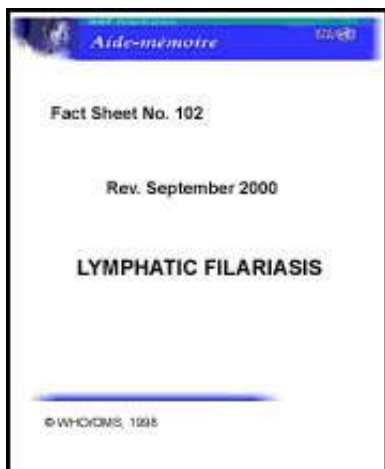 Aide-mémoire
Fact Sheet No. 102
Rev. September 2000
LYMPHATIC FILARIASIS
© WHO/OMS, 1998